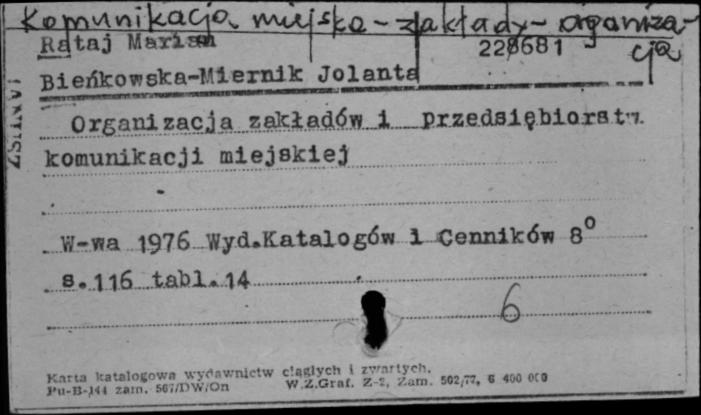 Komunikacja miejska - zakłady - organizacja
Rataj Marian 228681
Bieńkowska-Miernik Jolanta
Organizacja zakładów i przedsiębiorstw
komunikacji miejskiej
W-wa 1976 Wyd.Katalogów i Cenników 8°
s.116 tabl.14
6
Karta katalogowa wydawnictw ciągłych i zwartych.
Pu-B-144 zam. 567/DW/On W.Z.Graf. Z-2, Zam. 502/77, 6 400 000